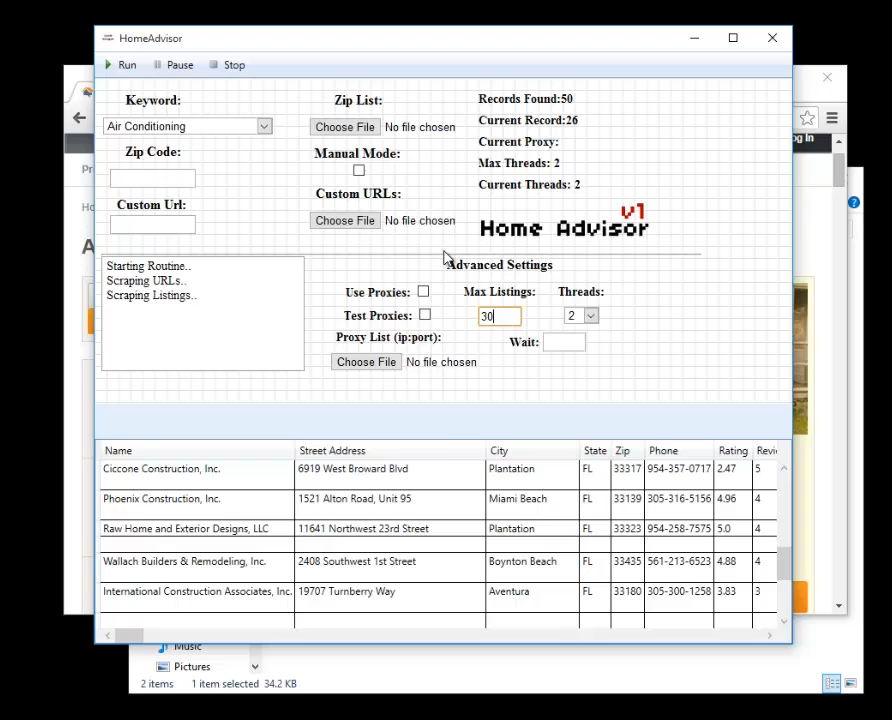 HomeAdvisor
Run Pause Stop
Keyword: Zip List: Records Found:50
Air Conditioning Choose File No file chosen Current Record:26
Zip Code: Manual Mode: Current Proxy:
Max Threads: 2
Custom Url: Custom URLs: Current Threads: 2
Choose File No file chosen Home Advisor v1
Advanced Settings
Starting Routine..
Scraping URLs..
Scraping Listings..
Use Proxies: Max Listings: Threads:
Test Proxies: 30 2
Proxy List (ip:port): Wait:
Choose File No file chosen
Name Street Address City State Zip Phone Rating Revi
Ciccone Construction, Inc. 6919 West Broward Blvd Plantation FL 33317 954-357-0717 2.47 5
Phoenix Construction, Inc. 1521 Alton Road, Unit 95 Miami Beach FL 33139 305-316-5156 4.96 4
Raw Home and Exterior Designs, LLC 11641 Northwest 23rd Street Plantation FL 33323 954-258-7575 5.0 4
Wallach Builders & Remodeling, Inc. 2408 Southwest 1st Street Boynton Beach FL 33435 561-213-6523 4.88 4
International Construction Associates, Inc. 19707 Turnberry Way Aventura FL 33180 305-300-1258 3.83 3
Music
Pictures
2 items 1 item selected 34.2 KB